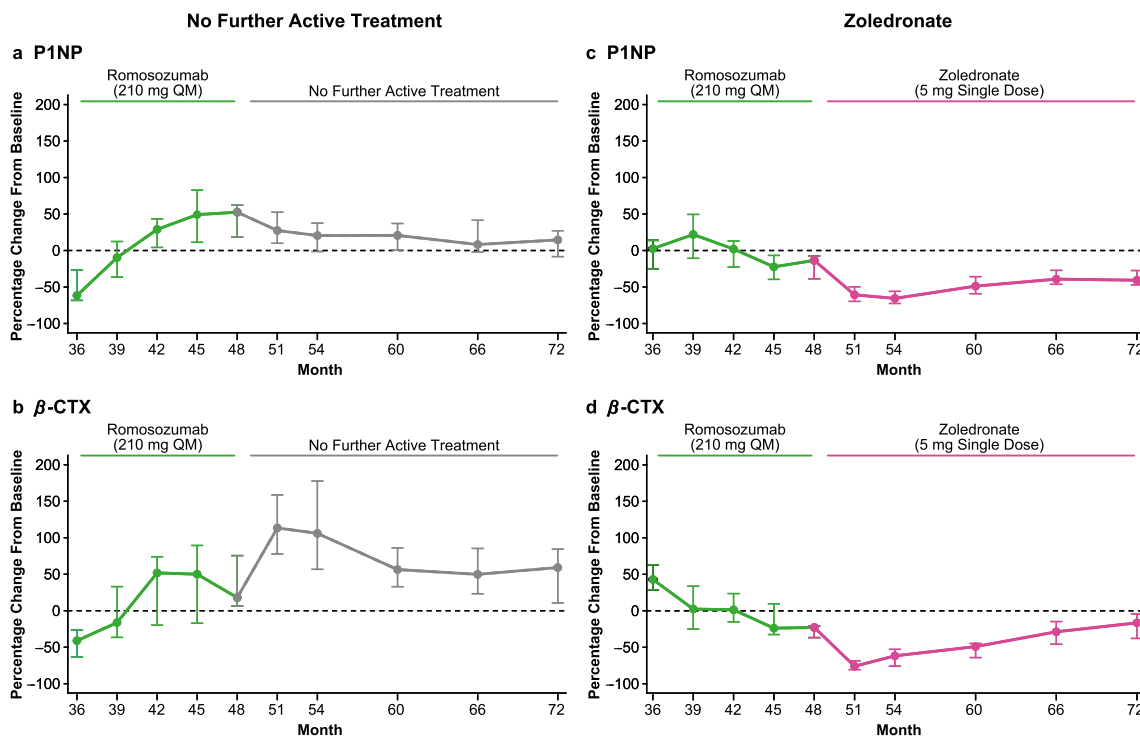 No Further Active Treatment
Zoledronate
a P1NP
Romosozumab
(210 mg QM)
No Further Active Treatment
Percentage Change From Baseline
200
150
100
50
0
–50
–100
36 39 42 45 48 51 54 60 66 72
Month
c P1NP
Romosozumab
(210 mg QM)
Zoledronate
(5 mg Single Dose)
Percentage Change From Baseline
200
150
100
50
0
–50
–100
36 39 42 45 48 51 54 60 66 72
Month
b β-CTX
Romosozumab
(210 mg QM)
No Further Active Treatment
Percentage Change From Baseline
200
150
100
50
0
–50
–100
36 39 42 45 48 51 54 60 66 72
Month
d β-CTX
Romosozumab
(210 mg QM)
Zoledronate
(5 mg Single Dose)
Percentage Change From Baseline
200
150
100
50
0
–50
–100
36 39 42 45 48 51 54 60 66 72
Month